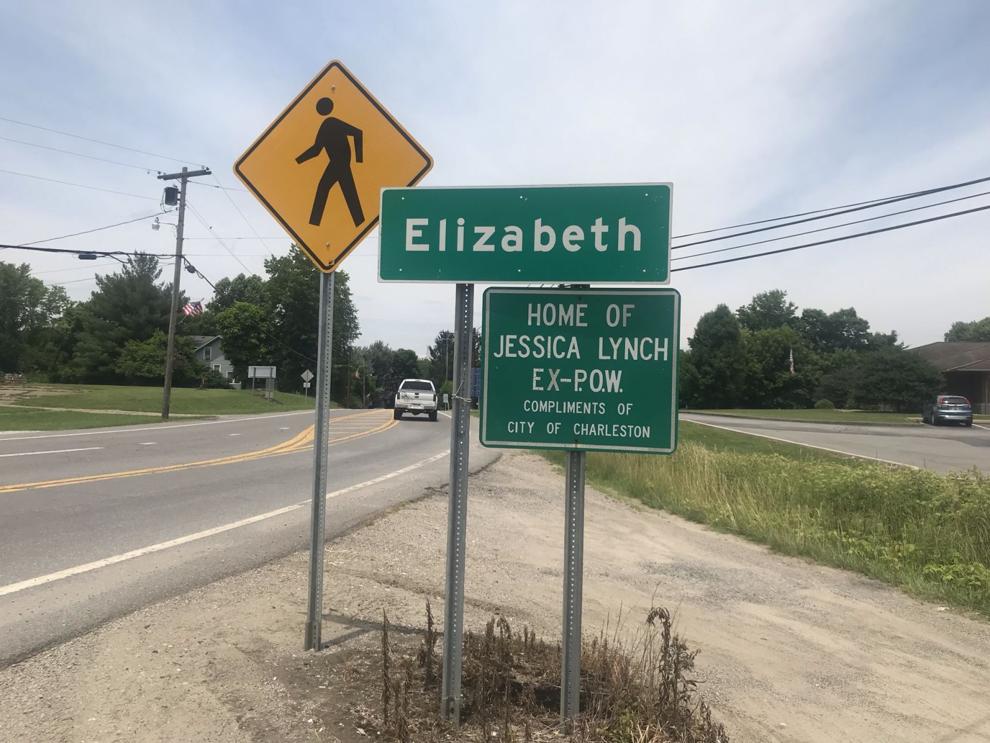 Elizabeth
HOME OF
JESSICA LYNCH
EX-P.O.W.
COMPLIMENTS OF
CITY OF CHARLESTON